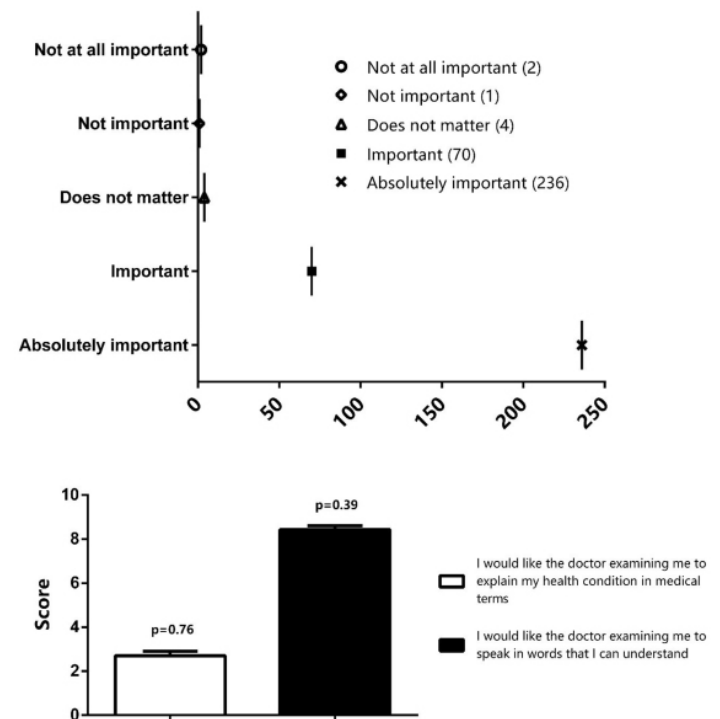 Not at all important
Not important
Does not matter
Important
Absolutely important
Not at all important (2)
Not important (1)
Does not matter (4)
Important (70)
Absolutely important (236)
0
50
100
150
200
250
10
8
6
4
2
0
Score
p=0.76
p=0.39
I would like the doctor examining me to
explain my health condition in medical
terms
I would like the doctor examining me to
speak in words that I can understand